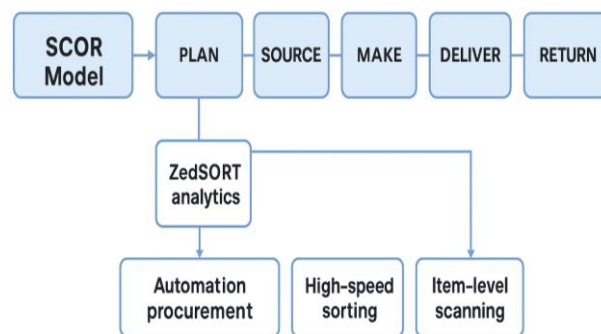 SCOR
Model
PLAN
SOURCE
MAKE
DELIVER
RETURN
ZedSORT
analytics
Automation
procurement
High-speed
sorting
Item-level
scanning